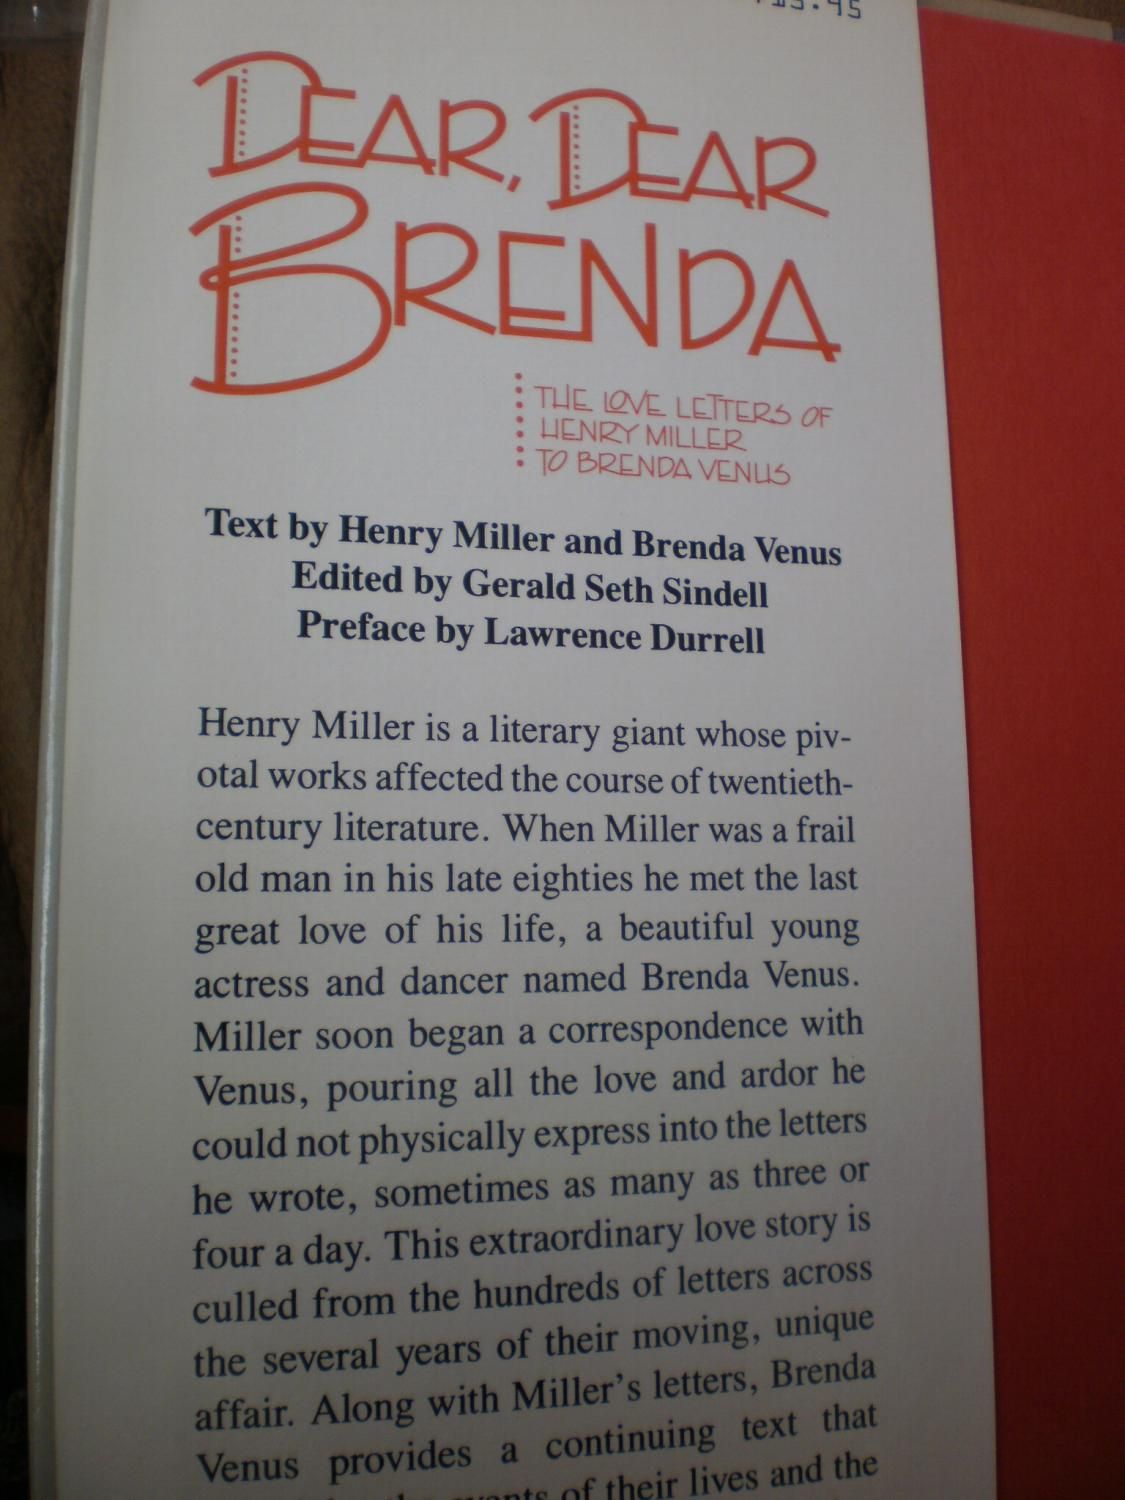 DEAR, DEAR
BRENDA
THE LOVE LETTERS OF
HENRY MILLER
TO BRENDA VENUS
Text by Henry Miller and Brenda Venus
Edited by Gerald Seth Sindell
Preface by Lawrence Durrell
Henry Miller is a literary giant whose piv-
otal works affected the course of twentieth-
century literature. When Miller was a frail
old man in his late eighties he met the last
great love of his life, a beautiful young
actress and dancer named Brenda Venus.
Miller soon began a correspondence with
Venus, pouring all the love and ardor he
could not physically express into the letters
he wrote, sometimes as many as three or
four a day. This extraordinary love story is
culled from the hundreds of letters across
the several years of their moving, unique
affair. Along with Miller's letters, Brenda
Venus provides a continuing text that
of their lives and the